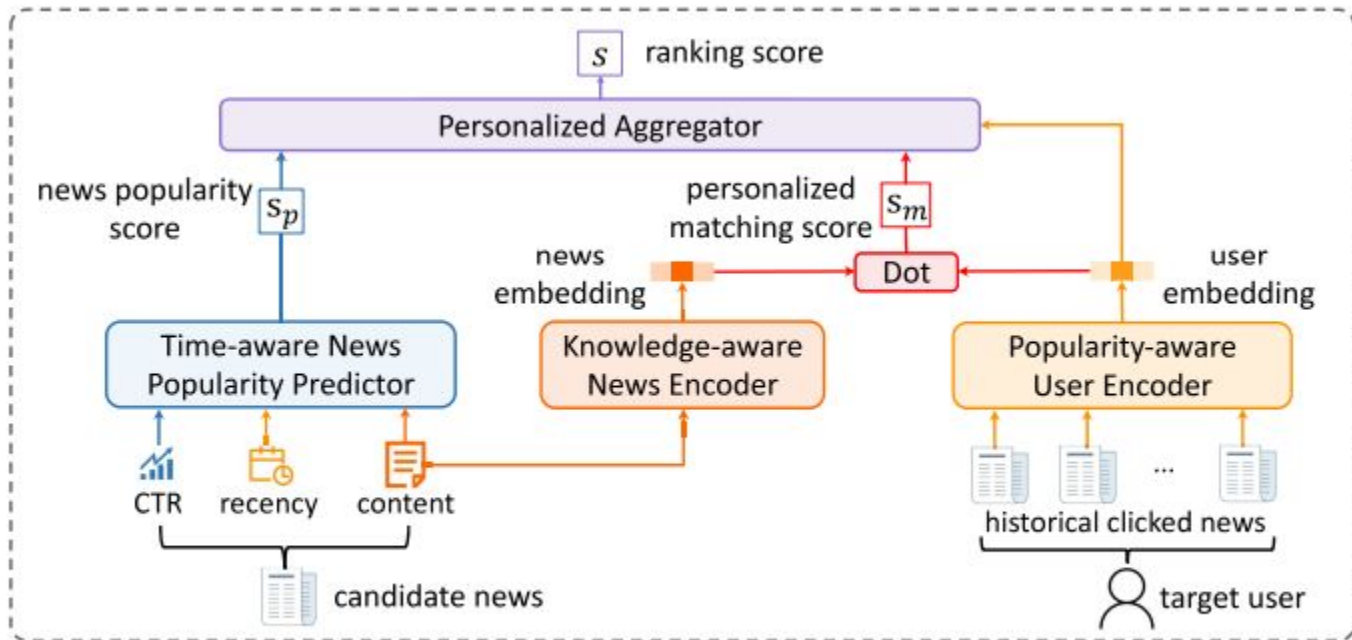 s ranking score
Personalized Aggregator
news popularity
score
s_p
personalized
matching score
s_m
news
embedding
Dot
user
embedding
Time-aware News
Popularity Predictor
Knowledge-aware
News Encoder
Popularity-aware
User Encoder
CTR recency content
...
historical clicked news
candidate news
target user